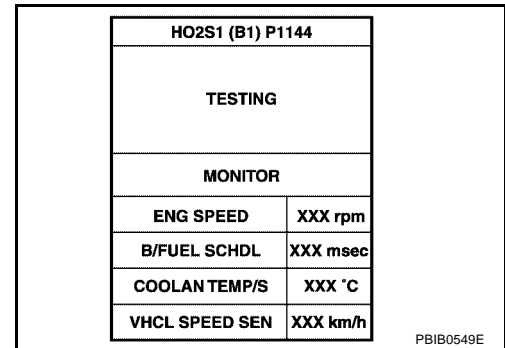 HO2S1 (B1) P1144
TESTING
MONITOR
ENG SPEED XXX rpm
B/FUEL SCHDL XXX msec
COOLAN TEMP/S XXX °C
VHCL SPEED SEN XXX km/h
PBIB0549E